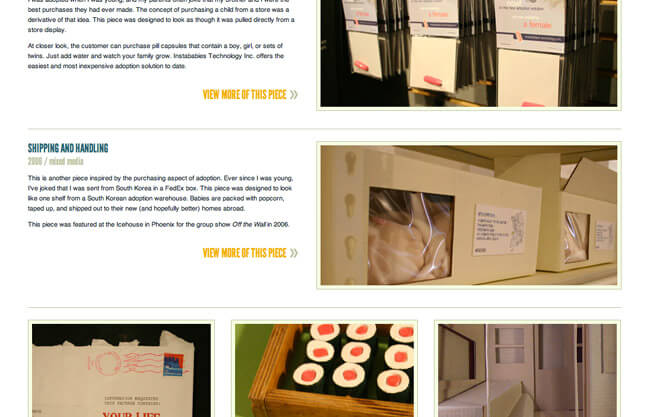 I was adopted when I was young, and my parents often joke that my brother and I were the
best purchases they had ever made. The concept of purchasing a child from a store was a
derivative of that idea. This piece was designed to look as though it was pulled directly from a
store display.
At closer look, the customer can purchase pill capsules that contain a boy, girl, or sets of
twins. Just add water and watch your family grow. Instababies Technology Inc. offers the
easiest and most inexpensive adoption solution to date.
VIEW MORE OF THIS PIECE »
SHIPPING AND HANDLING
2006 / mixed media
This is another piece inspired by the purchasing aspect of adoption. Ever since I was young,
I've joked that I was sent from South Korea in a FedEx box. This piece was designed to look
like one shelf from a South Korean adoption warehouse. Babies are packed with popcorn,
taped up, and shipped out to their new (and hopefully better) homes abroad.
This piece was featured at the Icehouse in Phoenix for the group show Off the Wall in 2006.
VIEW MORE OF THIS PIECE »
a female
INFORMATION REQUESTED
THIS PACKAGE CONTAINS:
YOUR LIFE